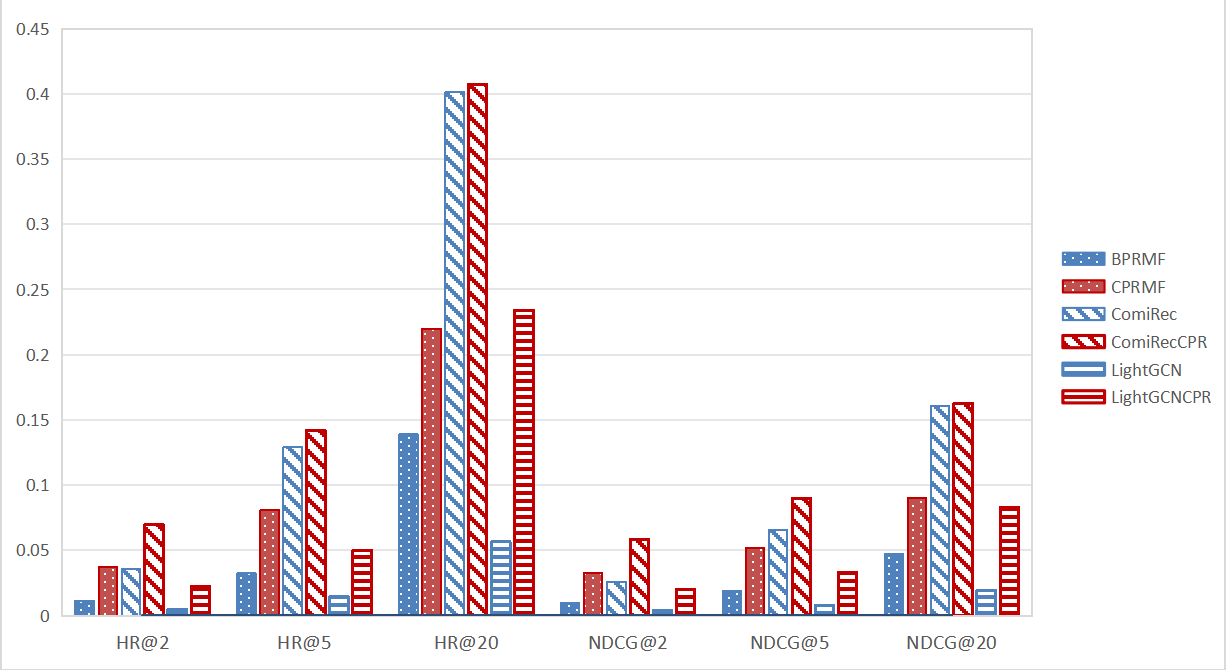 0.45
0.4
0.35
0.3
0.25
0.2
0.15
0.1
0.05
0
HR@2
HR@5
HR@20
NDCG@2
NDCG@5
NDCG@20
BPRMF
CPRMF
ComiRec
ComiRecCPR
LightGCN
LightGCNCPR